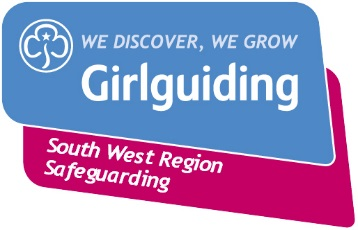 WE DISCOVER, WE GROW
Girlguiding
South West Region
Safeguarding